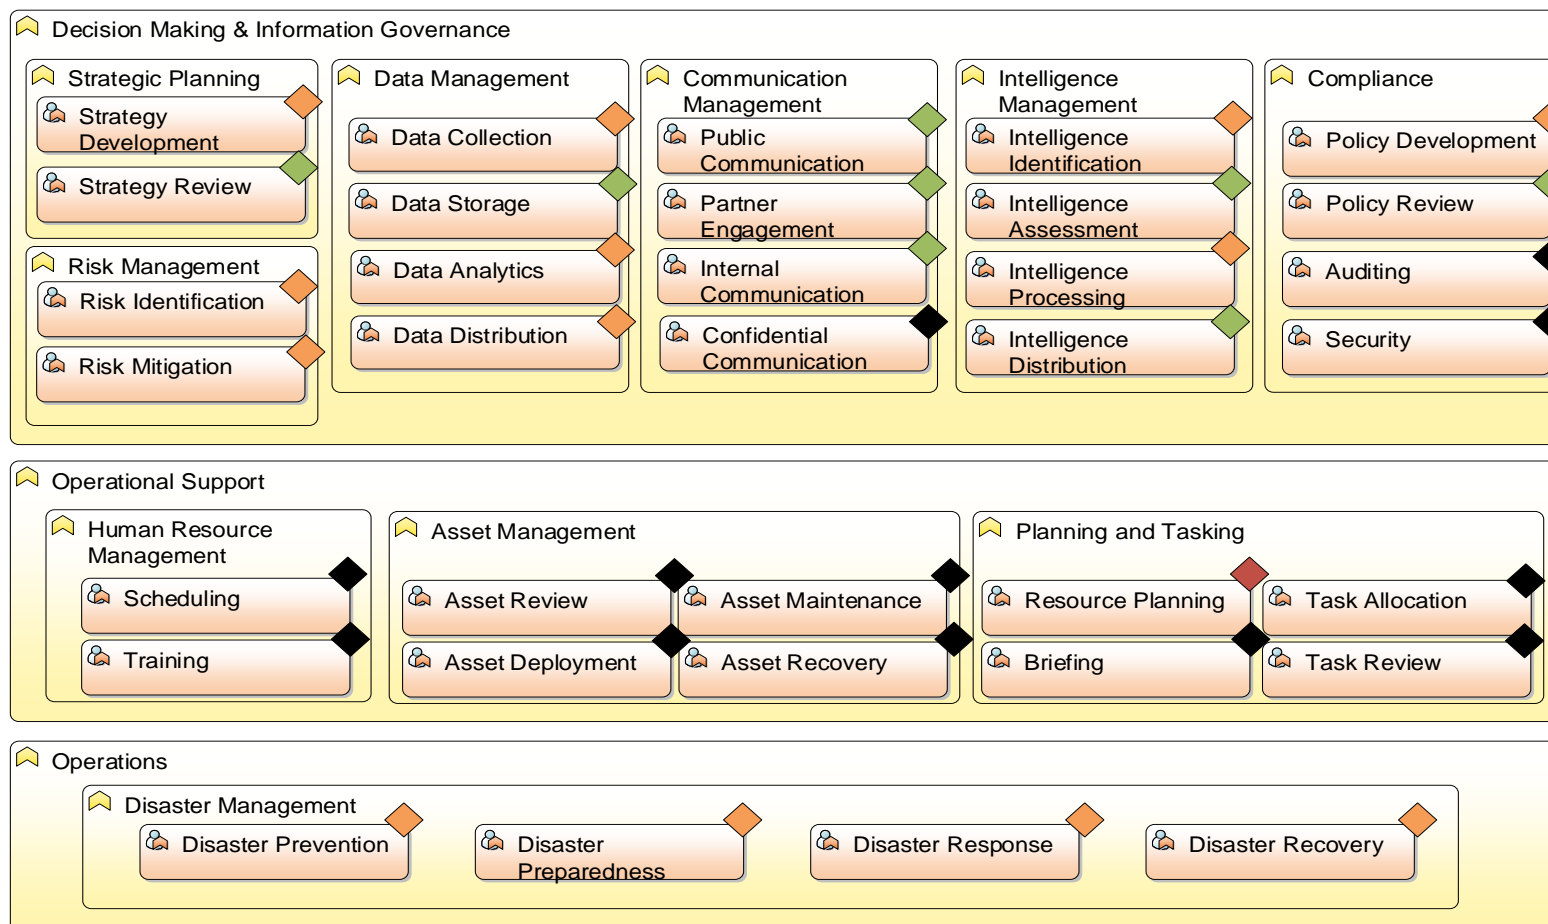 Decision Making & Information Governance
Strategic Planning
Strategy
Development
Strategy Review
Risk Management
Risk Identification
Risk Mitigation
Data Management
Data Collection
Data Storage
Data Analytics
Data Distribution
Communication
Management
Public
Communication
Partner
Engagement
Internal
Communication
Confidential
Communication
Intelligence
Management
Intelligence
Identification
Intelligence
Assessment
Intelligence
Processing
Intelligence
Distribution
Compliance
Policy Development
Policy Review
Auditing
Security
Operational Support
Human Resource
Management
Scheduling
Training
Asset Management
Asset Review
Asset Maintenance
Asset Deployment
Asset Recovery
Planning and Tasking
Resource Planning
Task Allocation
Briefing
Task Review
Operations
Disaster Management
Disaster Prevention
Disaster
Preparedness
Disaster Response
Disaster Recovery